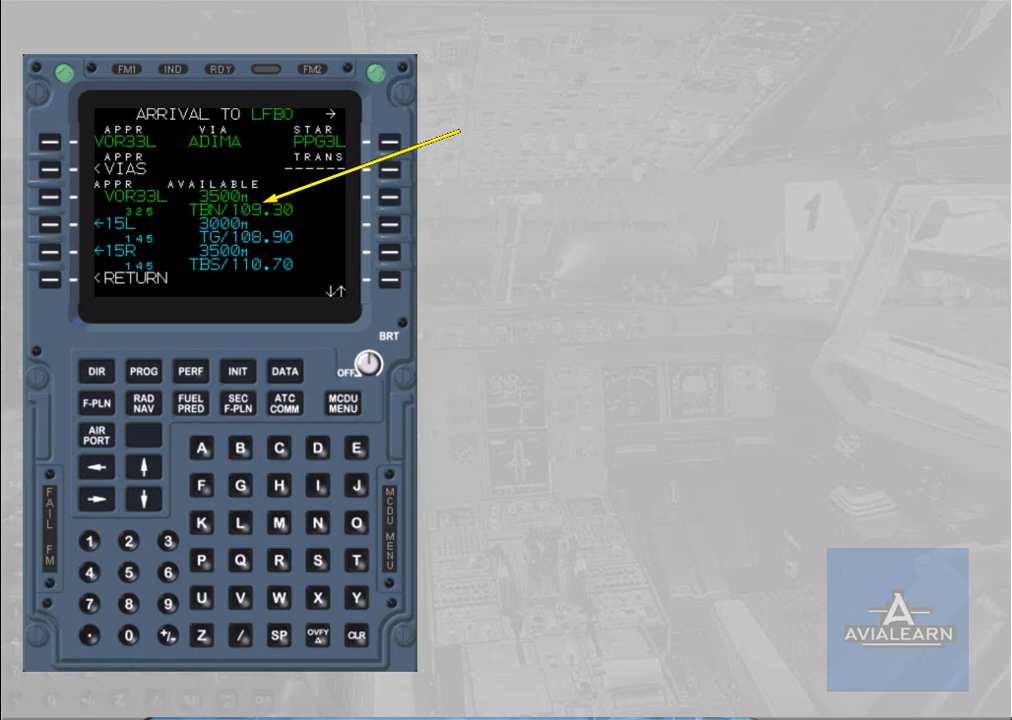 FM1 IND RDY FM2
ARRIVAL TO LFBO →
APPR VIA STAR
VOR33L ADIMA PPG3L
APPR TRANS
<VIAS ------
APPR AVAILABLE
VOR33L 3500M
325 TBN/109.30
←15L 3000M
145 TG/108.90
←15R 3500M
145 TBS/110.70
<RETURN
↓↑
BRT
OFF
DIR PROG PERF INIT DATA
F-PLN RAD NAV FUEL PRED SEC F-PLN ATC COMM MCDU MENU
AIR PORT
← ↑
→ ↓
A B C D E
F G H I J
K L M N O
P Q R S T
U V W X Y
Z / SP OVFY Δ CLR
1 2 3
4 5 6
7 8 9
. 0 +/-
FAIL FM
MCDU MENU
1
A
AVIALEARN